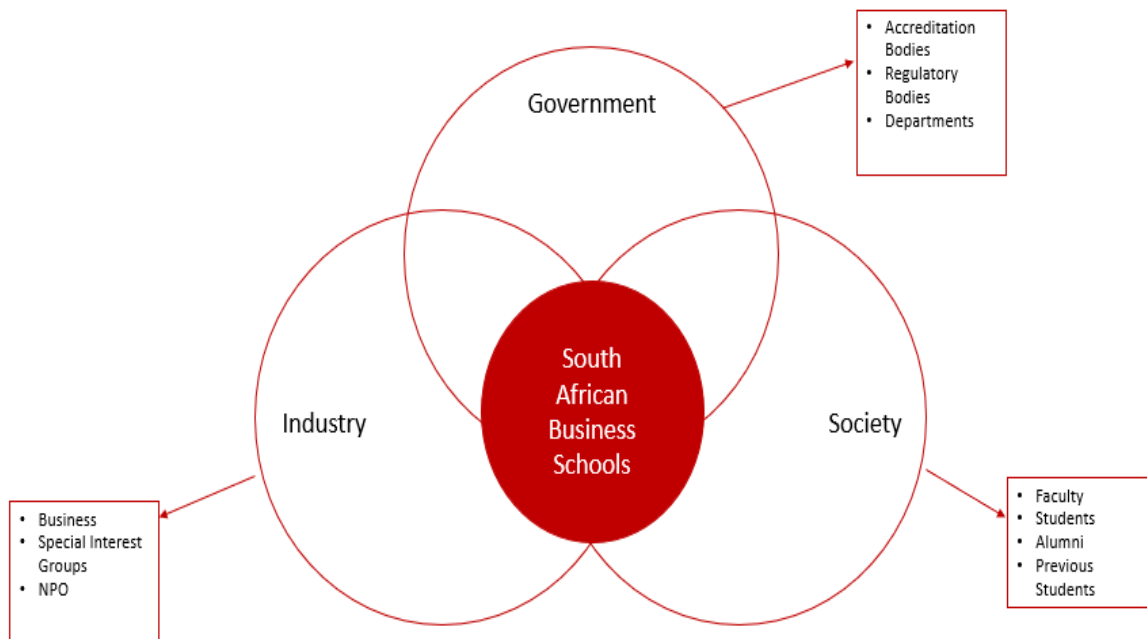 Government
• Accreditation
Bodies
• Regulatory
Bodies
• Departments
Industry
South
African
Business
Schools
Society
• Business
• Special Interest
Groups
• NPO
• Faculty
• Students
• Alumni
• Previous
Students